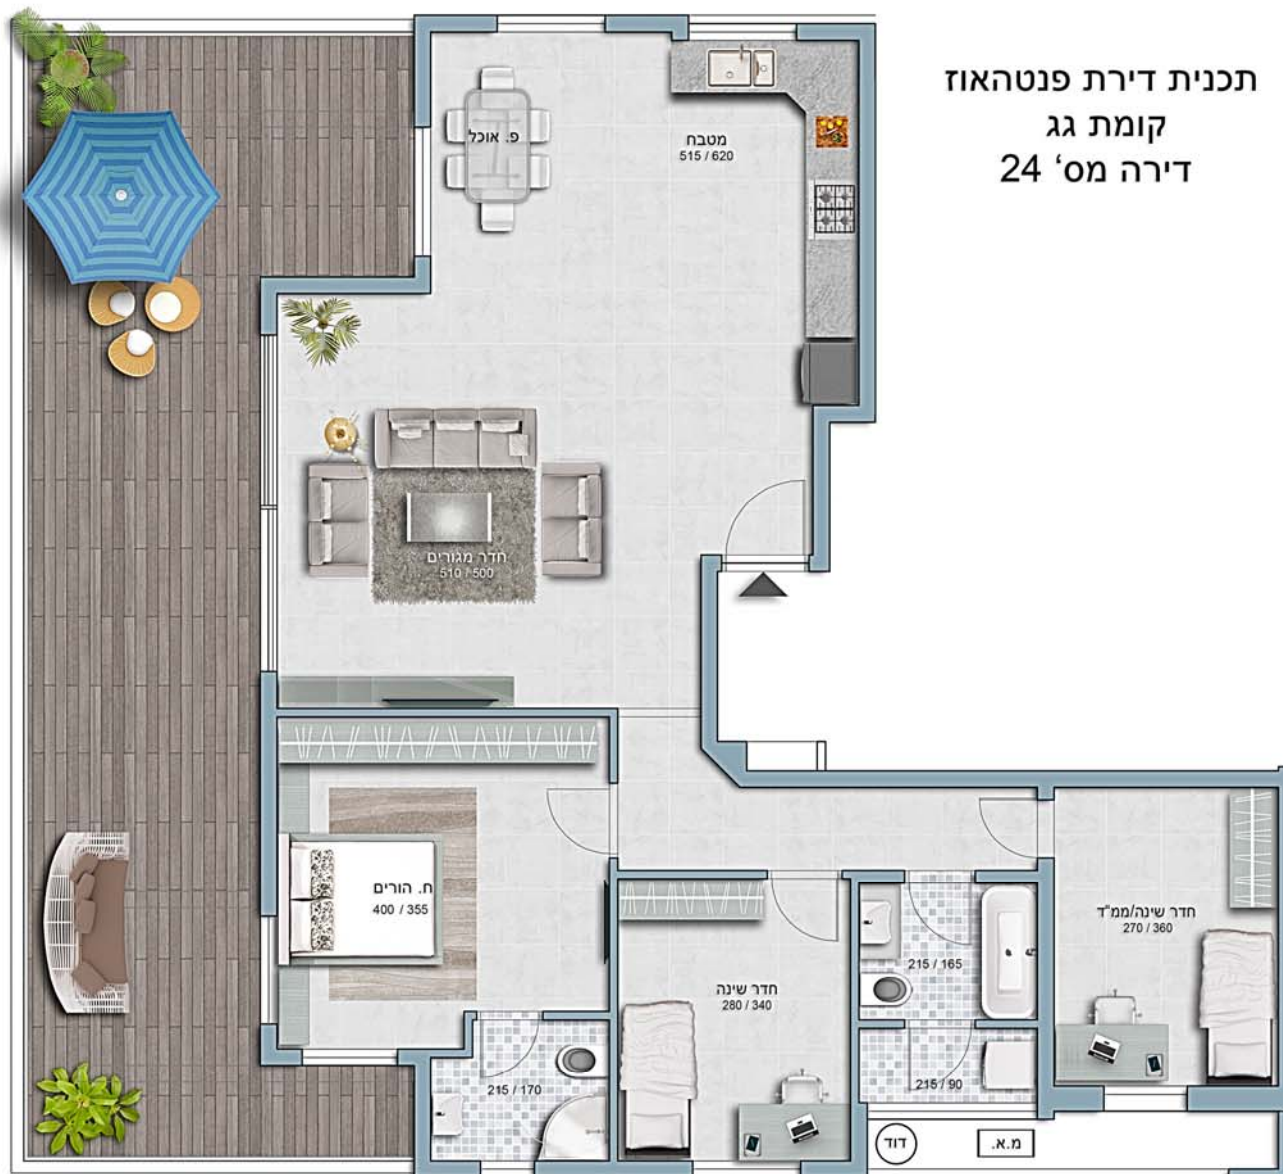 תכנית דירת פנטהאוז
קומת גג
דירה מס' 24
פ. אוכל
מטבח
515 / 620
חדר מגורים
510 / 500
ח. הורים
400 / 355
חדר שינה/ממ"ד
270 / 360
215 / 165
חדר שינה
280 / 340
215 / 170
215 / 90
דוד
מ.א.